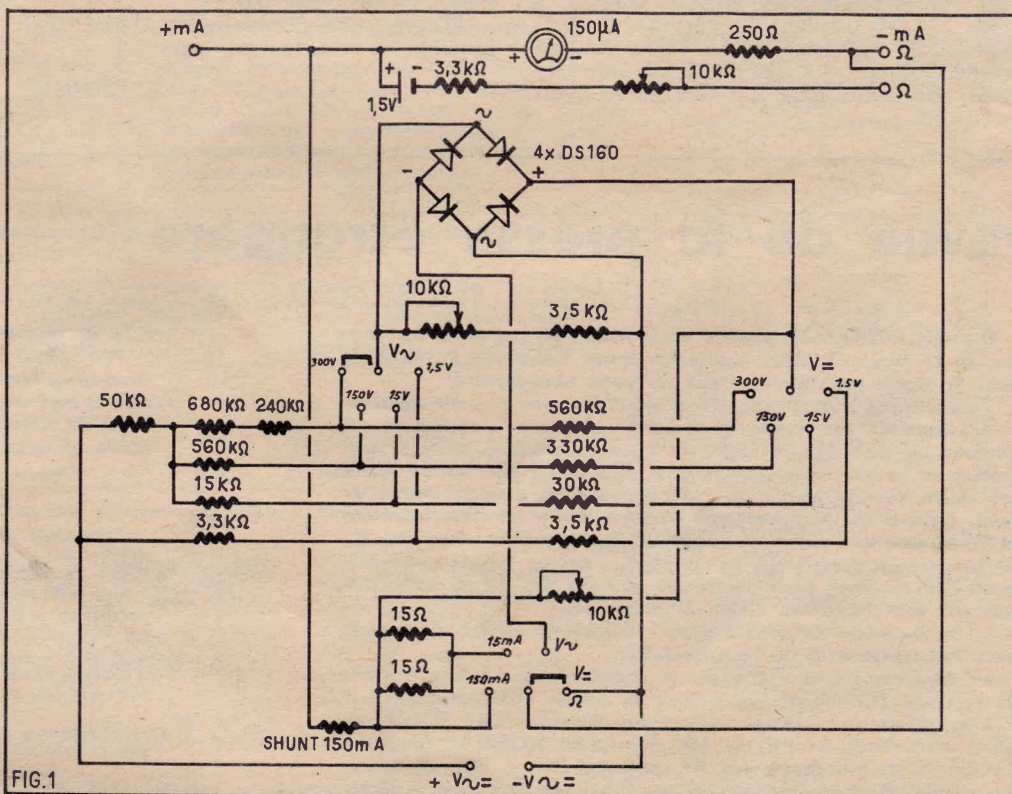 +mA
150µA
250Ω
-mA
Ω
+ -
+ - 3,3kΩ
10kΩ
Ω
1,5V
~
4x DS160
- +
~
10kΩ
3,5kΩ
300V
V~
1,5V
V=
300V
1.5V
150V
15V
150V
15V
50kΩ
680kΩ
240kΩ
560kΩ
560kΩ
330kΩ
15kΩ
30kΩ
3,3kΩ
3,5kΩ
10kΩ
15Ω
15mA
V~
15Ω
150mA
V=
Ω
SHUNT 150mA
FIG.1
+ V~= -V~=